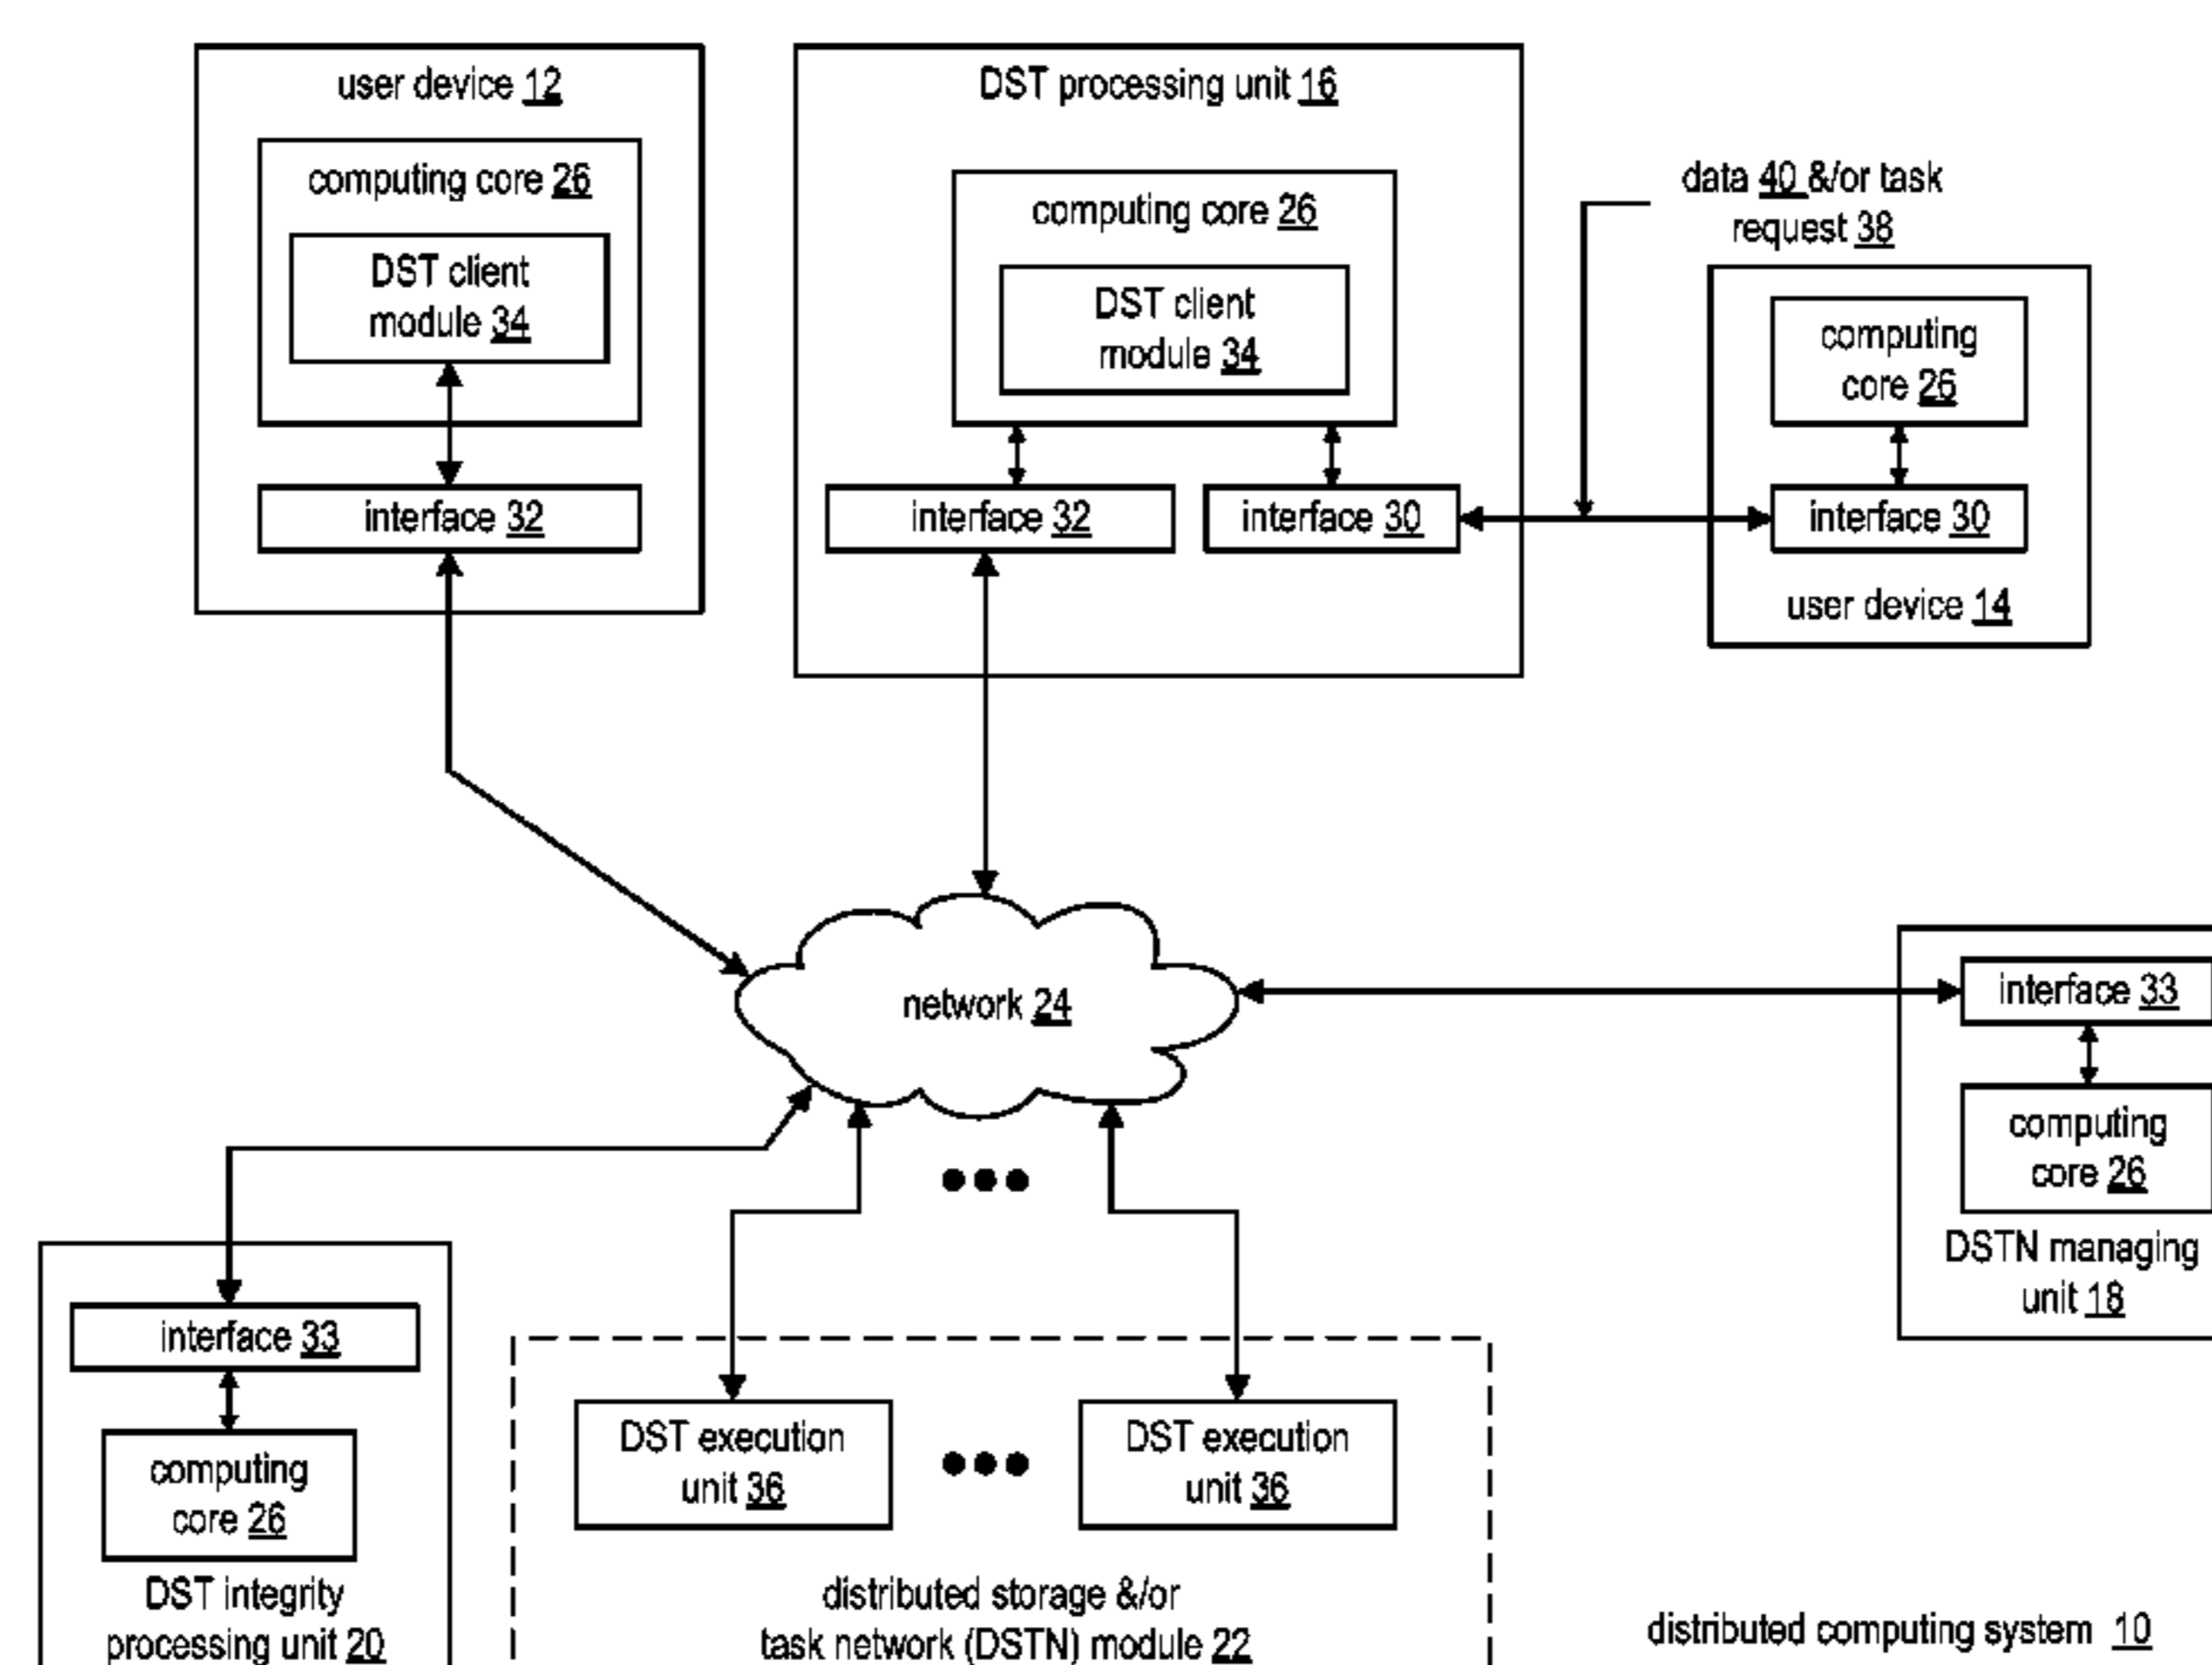 user device 12
computing core 26
DST client
module 34
interface 32
DST processing unit 16
computing core 26
DST client
module 34
interface 32
interface 30
data 40 &/or task
request 38
computing
core 26
interface 30
user device 14
network 24
interface 33
computing
core 26
DSTN managing
unit 18
interface 33
computing
core 26
DST integrity
processing unit 20
DST execution
unit 36
DST execution
unit 36
distributed storage &/or
task network (DSTN) module 22
distributed computing system 10